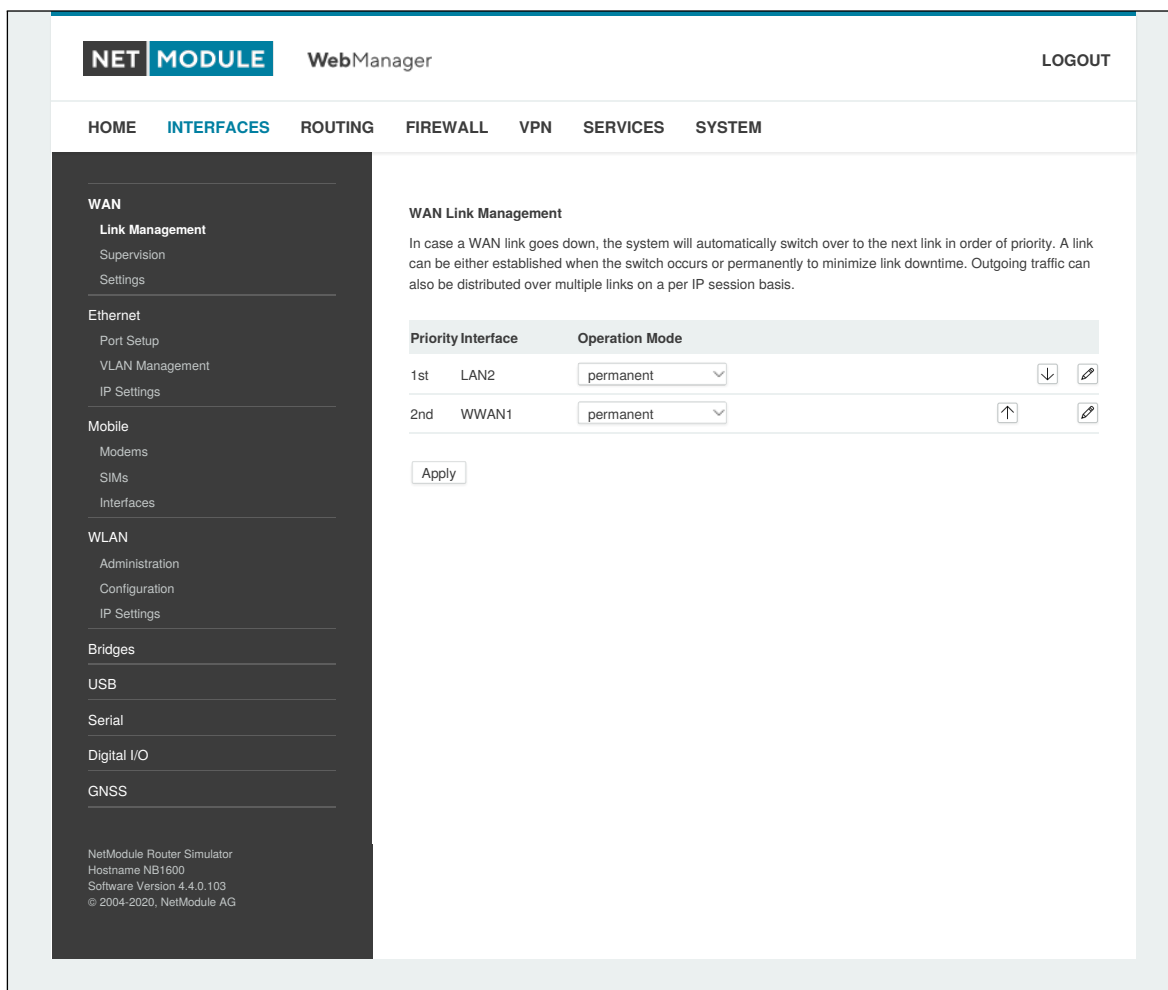 NET MODULE WebManager LOGOUT
HOME INTERFACES ROUTING FIREWALL VPN SERVICES SYSTEM
WAN
Link Management
Supervision
Settings
Ethernet
Port Setup
VLAN Management
IP Settings
Mobile
Modems
SIMs
Interfaces
WLAN
Administration
Configuration
IP Settings
Bridges
USB
Serial
Digital I/O
GNSS
NetModule Router Simulator
Hostname NB1600
Software Version 4.4.0.103
© 2004-2020, NetModule AG
WAN Link Management
In case a WAN link goes down, the system will automatically switch over to the next link in order of priority. A link
can be either established when the switch occurs or permanently to minimize link downtime. Outgoing traffic can
also be distributed over multiple links on a per IP session basis.
Priority Interface Operation Mode
1st LAN2 permanent
2nd WWAN1 permanent
Apply